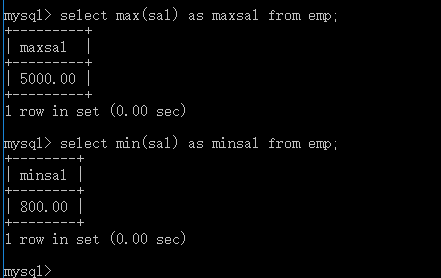 mysql> select max(sal) as maxsal from emp;
+---------+
| maxsal  |
+---------+
| 5000.00 |
+---------+
1 row in set (0.00 sec)
mysql> select min(sal) as minsal from emp;
+--------+
| minsal |
+--------+
| 800.00 |
+--------+
1 row in set (0.00 sec)
mysql>